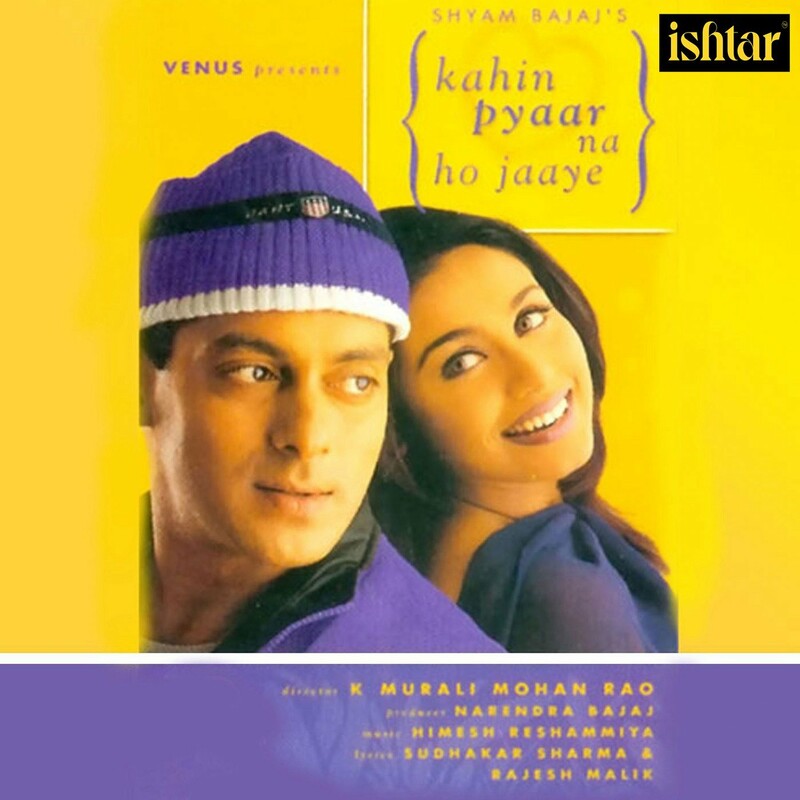 SHYAM BAJAJ'S
ishtar
VENUS presents
kahin
pyaar
na
ho jaaye
director K MURALI MOHAN RAO
producer NARENDRA BAJAJ
music HIMESH RESHAMMIYA
lyrics SUDHAKAR SHARMA &
RAJESH MALIK